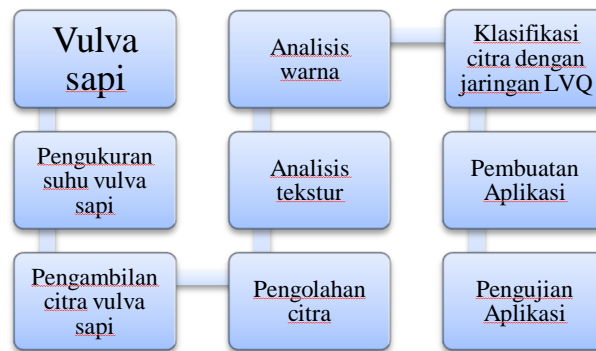 Vulva
sapi
Pengukuran
suhu vulva
sapi
Pengambilan
citra vulva
sapi
Pengolahan
citra
Analisis
tekstur
Analisis
warna
Klasifikasi
citra dengan
jaringan LVQ
Pembuatan
Aplikasi
Pengujian
Aplikasi